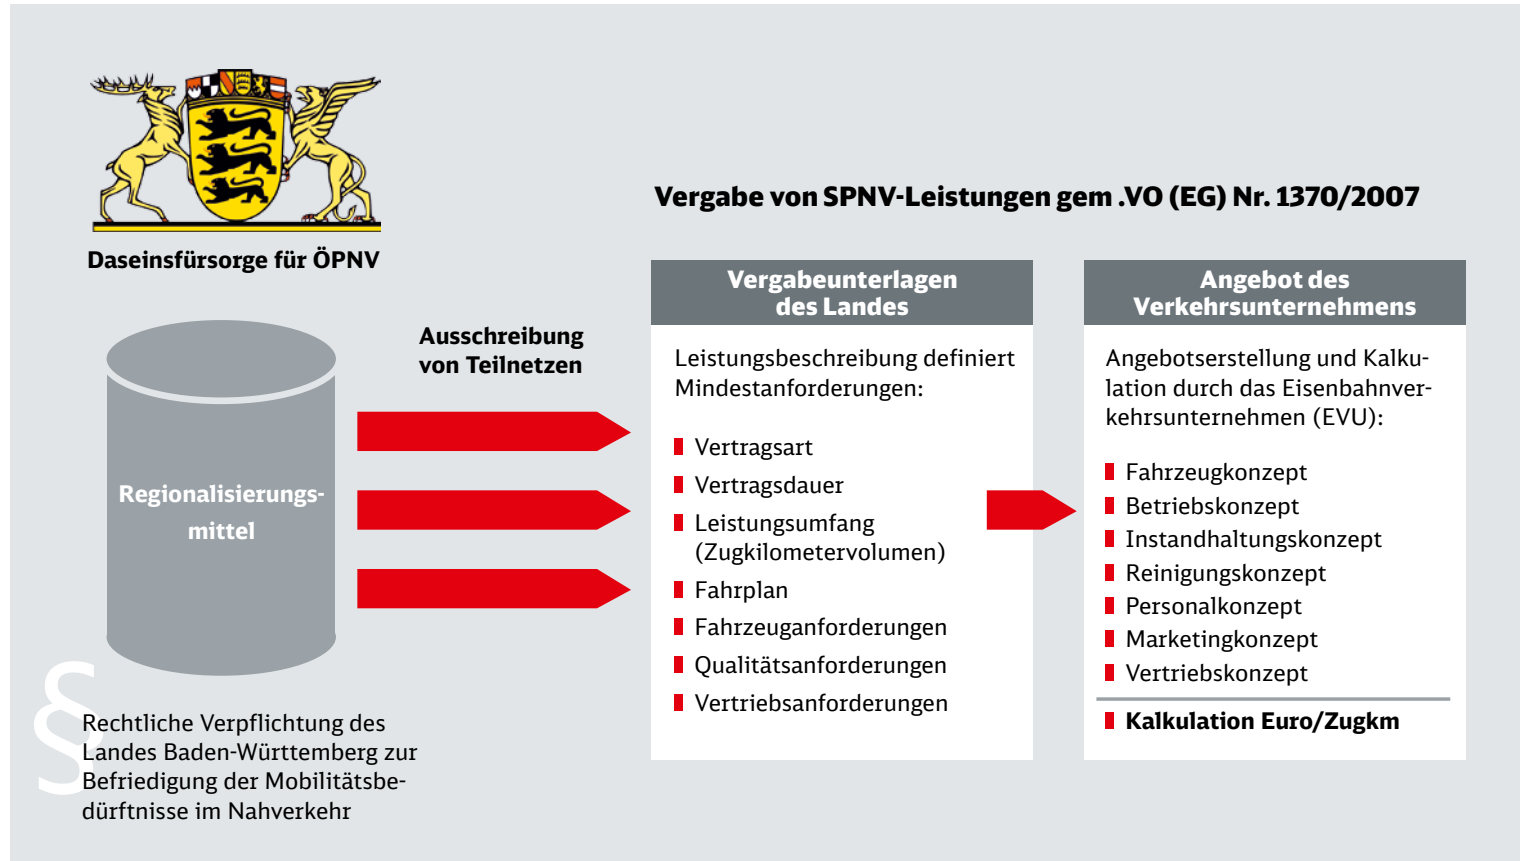 Daseinsfürsorge für ÖPNV
Regionalisierungs-
mittel
§
Rechtliche Verpflichtung des
Landes Baden-Württemberg zur
Befriedigung der Mobilitätsbe-
dürftnisse im Nahverkehr
Ausschreibung
von Teilnetzen
Vergabe von SPNV-Leistungen gem .VO (EG) Nr. 1370/2007
Vergabeunterlagen
des Landes
Leistungsbeschreibung definiert
Mindestanforderungen:
Vertragsart
Vertragsdauer
Leistungsumfang
(Zugkilometervolumen)
Fahrplan
Fahrzeuganforderungen
Qualitätsanforderungen
Vertriebsanforderungen
Angebot des
Verkehrsunternehmens
Angebotserstellung und Kalku-
lation durch das Eisenbahnver-
kehrsunternehmen (EVU):
Fahrzeugkonzept
Betriebskonzept
Instandhaltungskonzept
Reinigungskonzept
Personalkonzept
Marketingkonzept
Vertriebskonzept
Kalkulation Euro/Zugkm